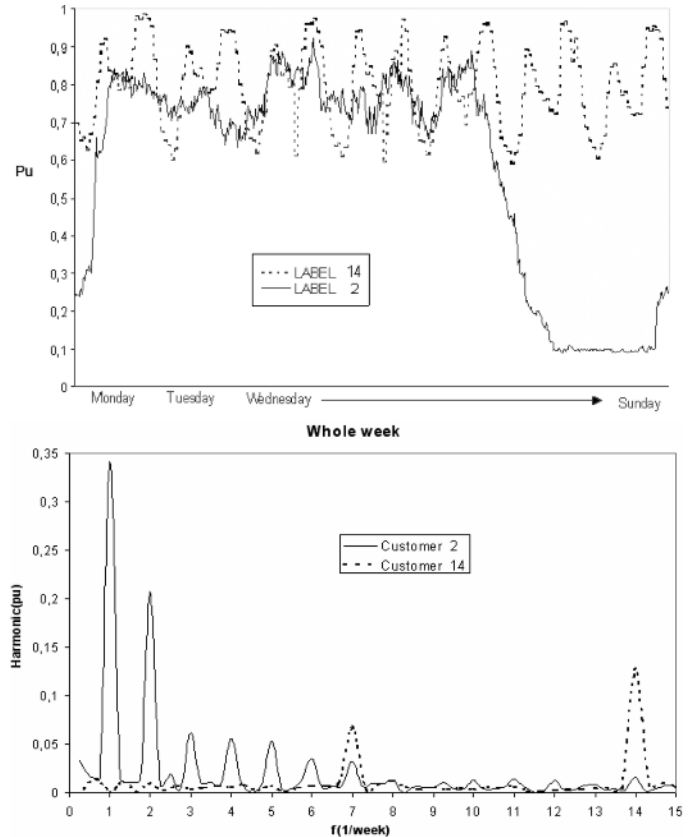 1
0,9
0,8
0,7
0,6
Pu
0,5
0,4
0,3
0,2
0,1
0
LABEL 14
LABEL 2
Monday Tuesday Wednesday Sunday
Whole week
0,35
0,3
0,25
0,2
0,15
0,1
0,05
0
Harmonic(pu)
Customer 2
Customer 14
0 1 2 3 4 5 6 7 8 9 10 11 12 13 14 15
f(1/week)